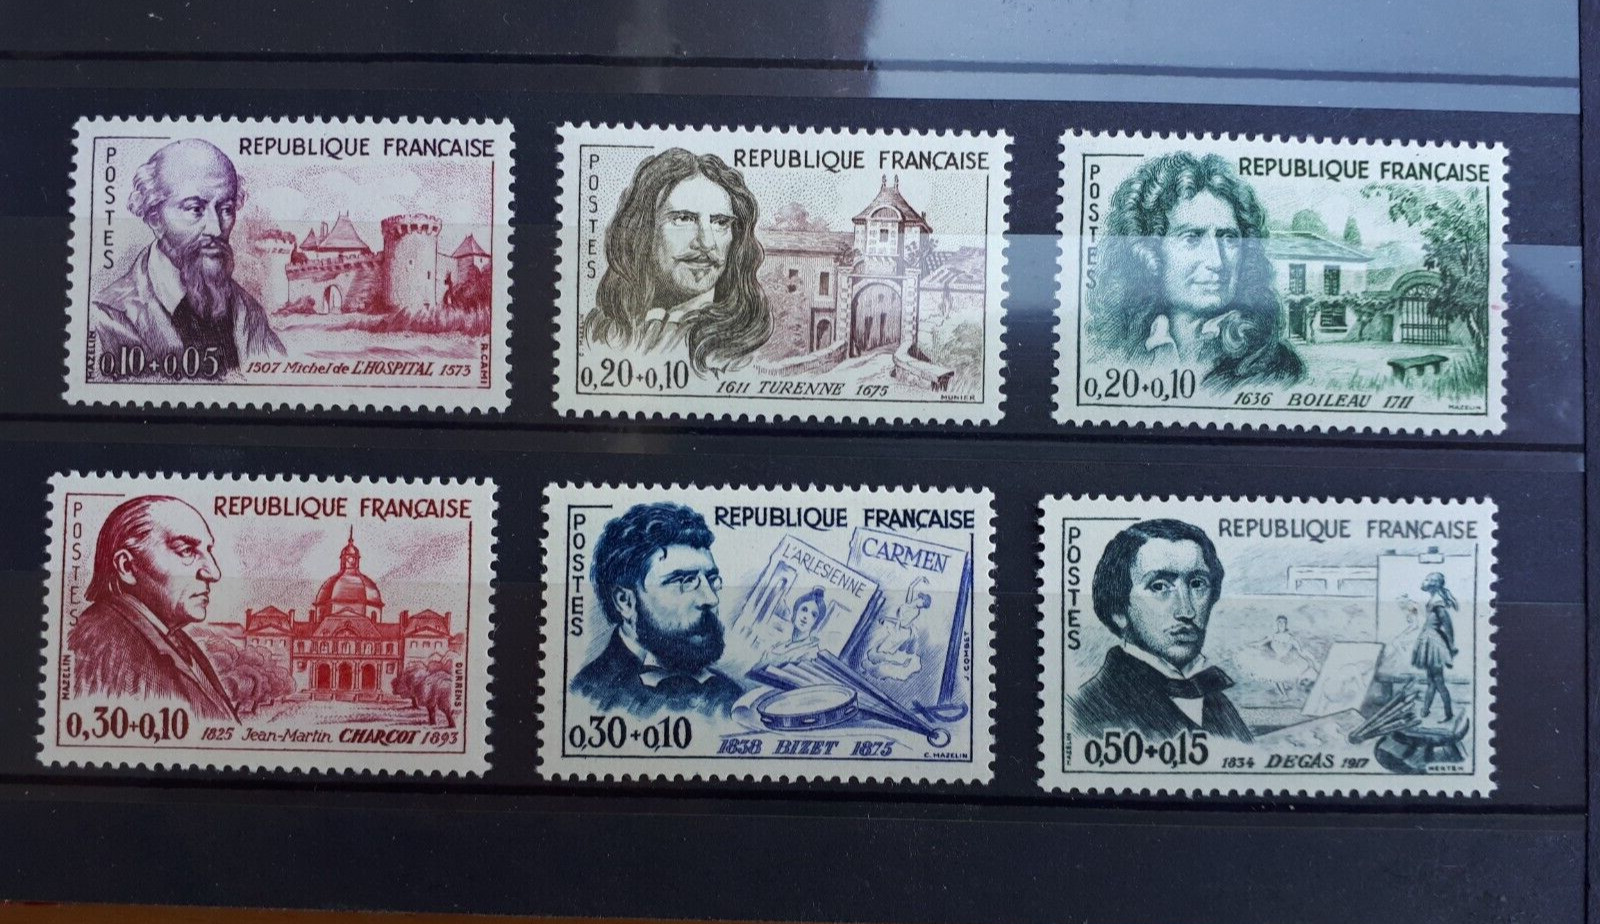 REPUBLIQUE FRANÇAISE
POSTES
0,10+0,05
1507 Michel de L'HOSPITAL 1573
MAZELIN
R.CAMI
REPUBLIQUE FRANÇAISE
POSTES
0,20+0,10
1611 TURENNE 1675
MUNIER
REPUBLIQUE FRANÇAISE
POSTES
0,20+0,10
1636 BOILEAU 1711
MAZELIN
REPUBLIQUE FRANÇAISE
POSTES
0,30+0,10
1825 Jean-Martin CHARCOT 1893
MAZELIN
DURRENS
REPUBLIQUE FRANÇAISE
POSTES
L'ARLESIENNE
CARMEN
0,30+0,10
1838 BIZET 1875
J. COMBET
C. MAZELIN
REPUBLIQUE FRANÇAISE
POSTES
0,50+0,15
1834 DEGAS 1917
MAZELIN